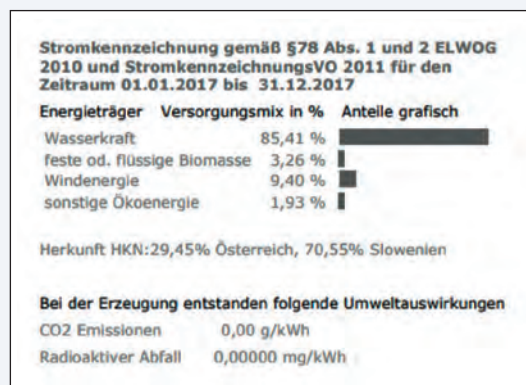 Stromkennzeichnung gemäß §78 Abs. 1 und 2 ELWOG
2010 und StromkennzeichnungsVO 2011 für den
Zeitraum 01.01.2017 bis 31.12.2017
Energieträger Versorgungsmix in % Anteile grafisch
Wasserkraft 85,41 %
feste od. flüssige Biomasse 3,26 %
Windenergie 9,40 %
sonstige Ökoenergie 1,93 %
Herkunft HKN:29,45% Österreich, 70,55% Slowenien
Bei der Erzeugung entstanden folgende Umweltauswirkungen
CO2 Emissionen 0,00 g/kWh
Radioaktiver Abfall 0,00000 mg/kWh